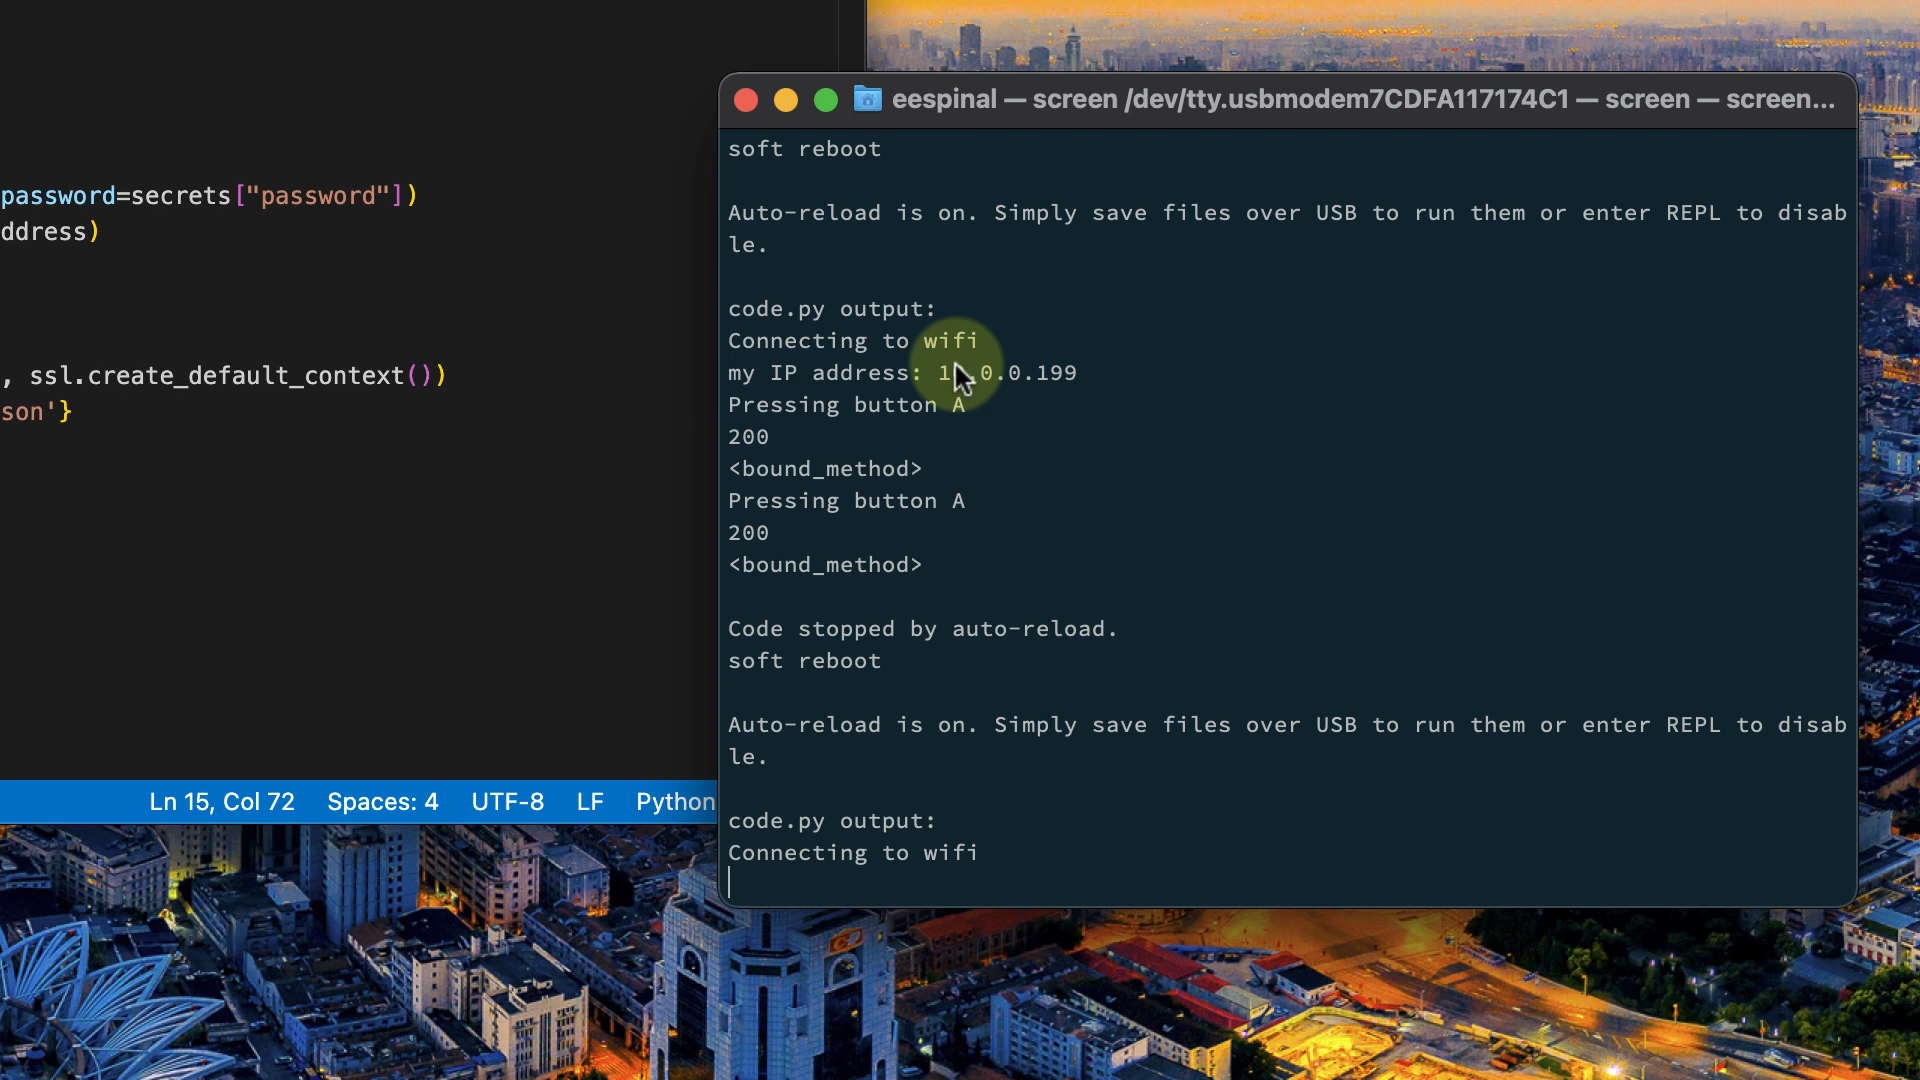 password=secrets["password"])
ddress)
, ssl.create_default_context())
son'}
Ln 15, Col 72 Spaces: 4 UTF-8 LF Python
eespinal — screen /dev/tty.usbmodem7CDFA117174C1 — screen — screen...
soft reboot
Auto-reload is on. Simply save files over USB to run them or enter REPL to disab
le.
code.py output:
Connecting to wifi
my IP address: 10.0.0.199
Pressing button A
200
<bound_method>
Pressing button A
200
<bound_method>
Code stopped by auto-reload.
soft reboot
Auto-reload is on. Simply save files over USB to run them or enter REPL to disab
le.
code.py output:
Connecting to wifi